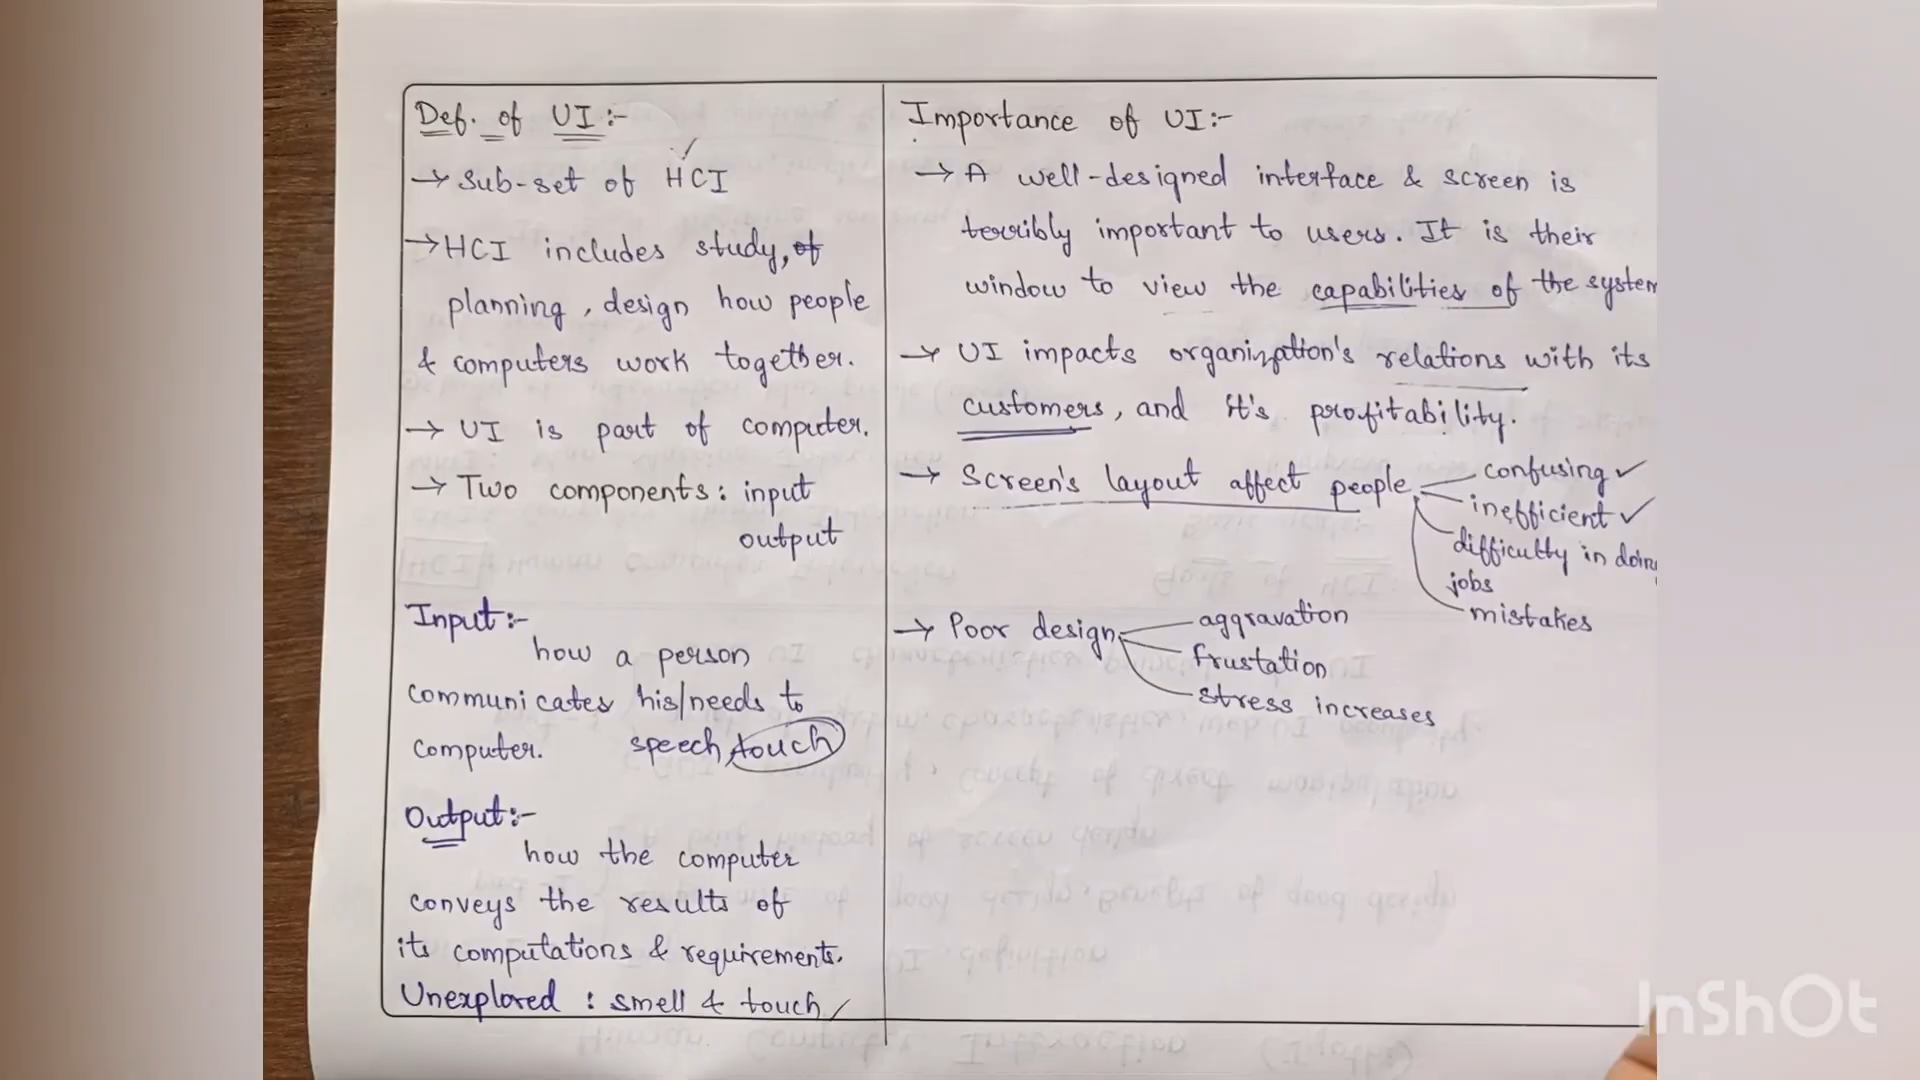 Def. of UI :-
→ Sub-set of HCI
→ HCI includes study, of
planning, design how people
& computers work together.
→ UI is part of computer.
→ Two components : input
output
Input :-
how a person
communicates his/needs to
computer. speech, touch
Output :-
how the computer
conveys the results of
its computations & requirements.
Unexplored : smell & touch
Importance of UI :-
→ A well-designed interface & screen is
terribly important to users. It is their
window to view the capabilities of the system
→ UI impacts organization's relations with its
customers, and it's profitability.
→ Screen's layout affect people confusing ✓
inefficient ✓
difficulty in doin
jobs
mistakes
→ Poor design aggravation
frustation
stress increases
InShOt